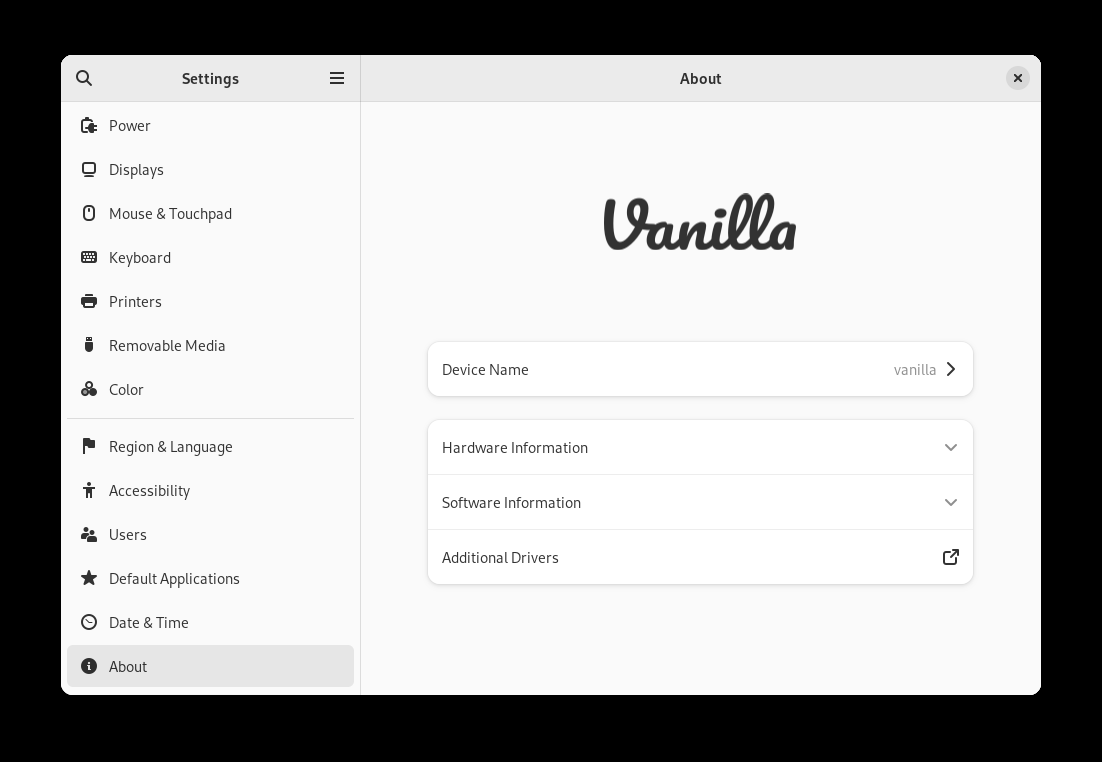 Settings
About
Power
Displays
Mouse & Touchpad
Keyboard
Printers
Removable Media
Color
Region & Language
Accessibility
Users
Default Applications
Date & Time
About
Vanilla
Device Name vanilla
Hardware Information
Software Information
Additional Drivers